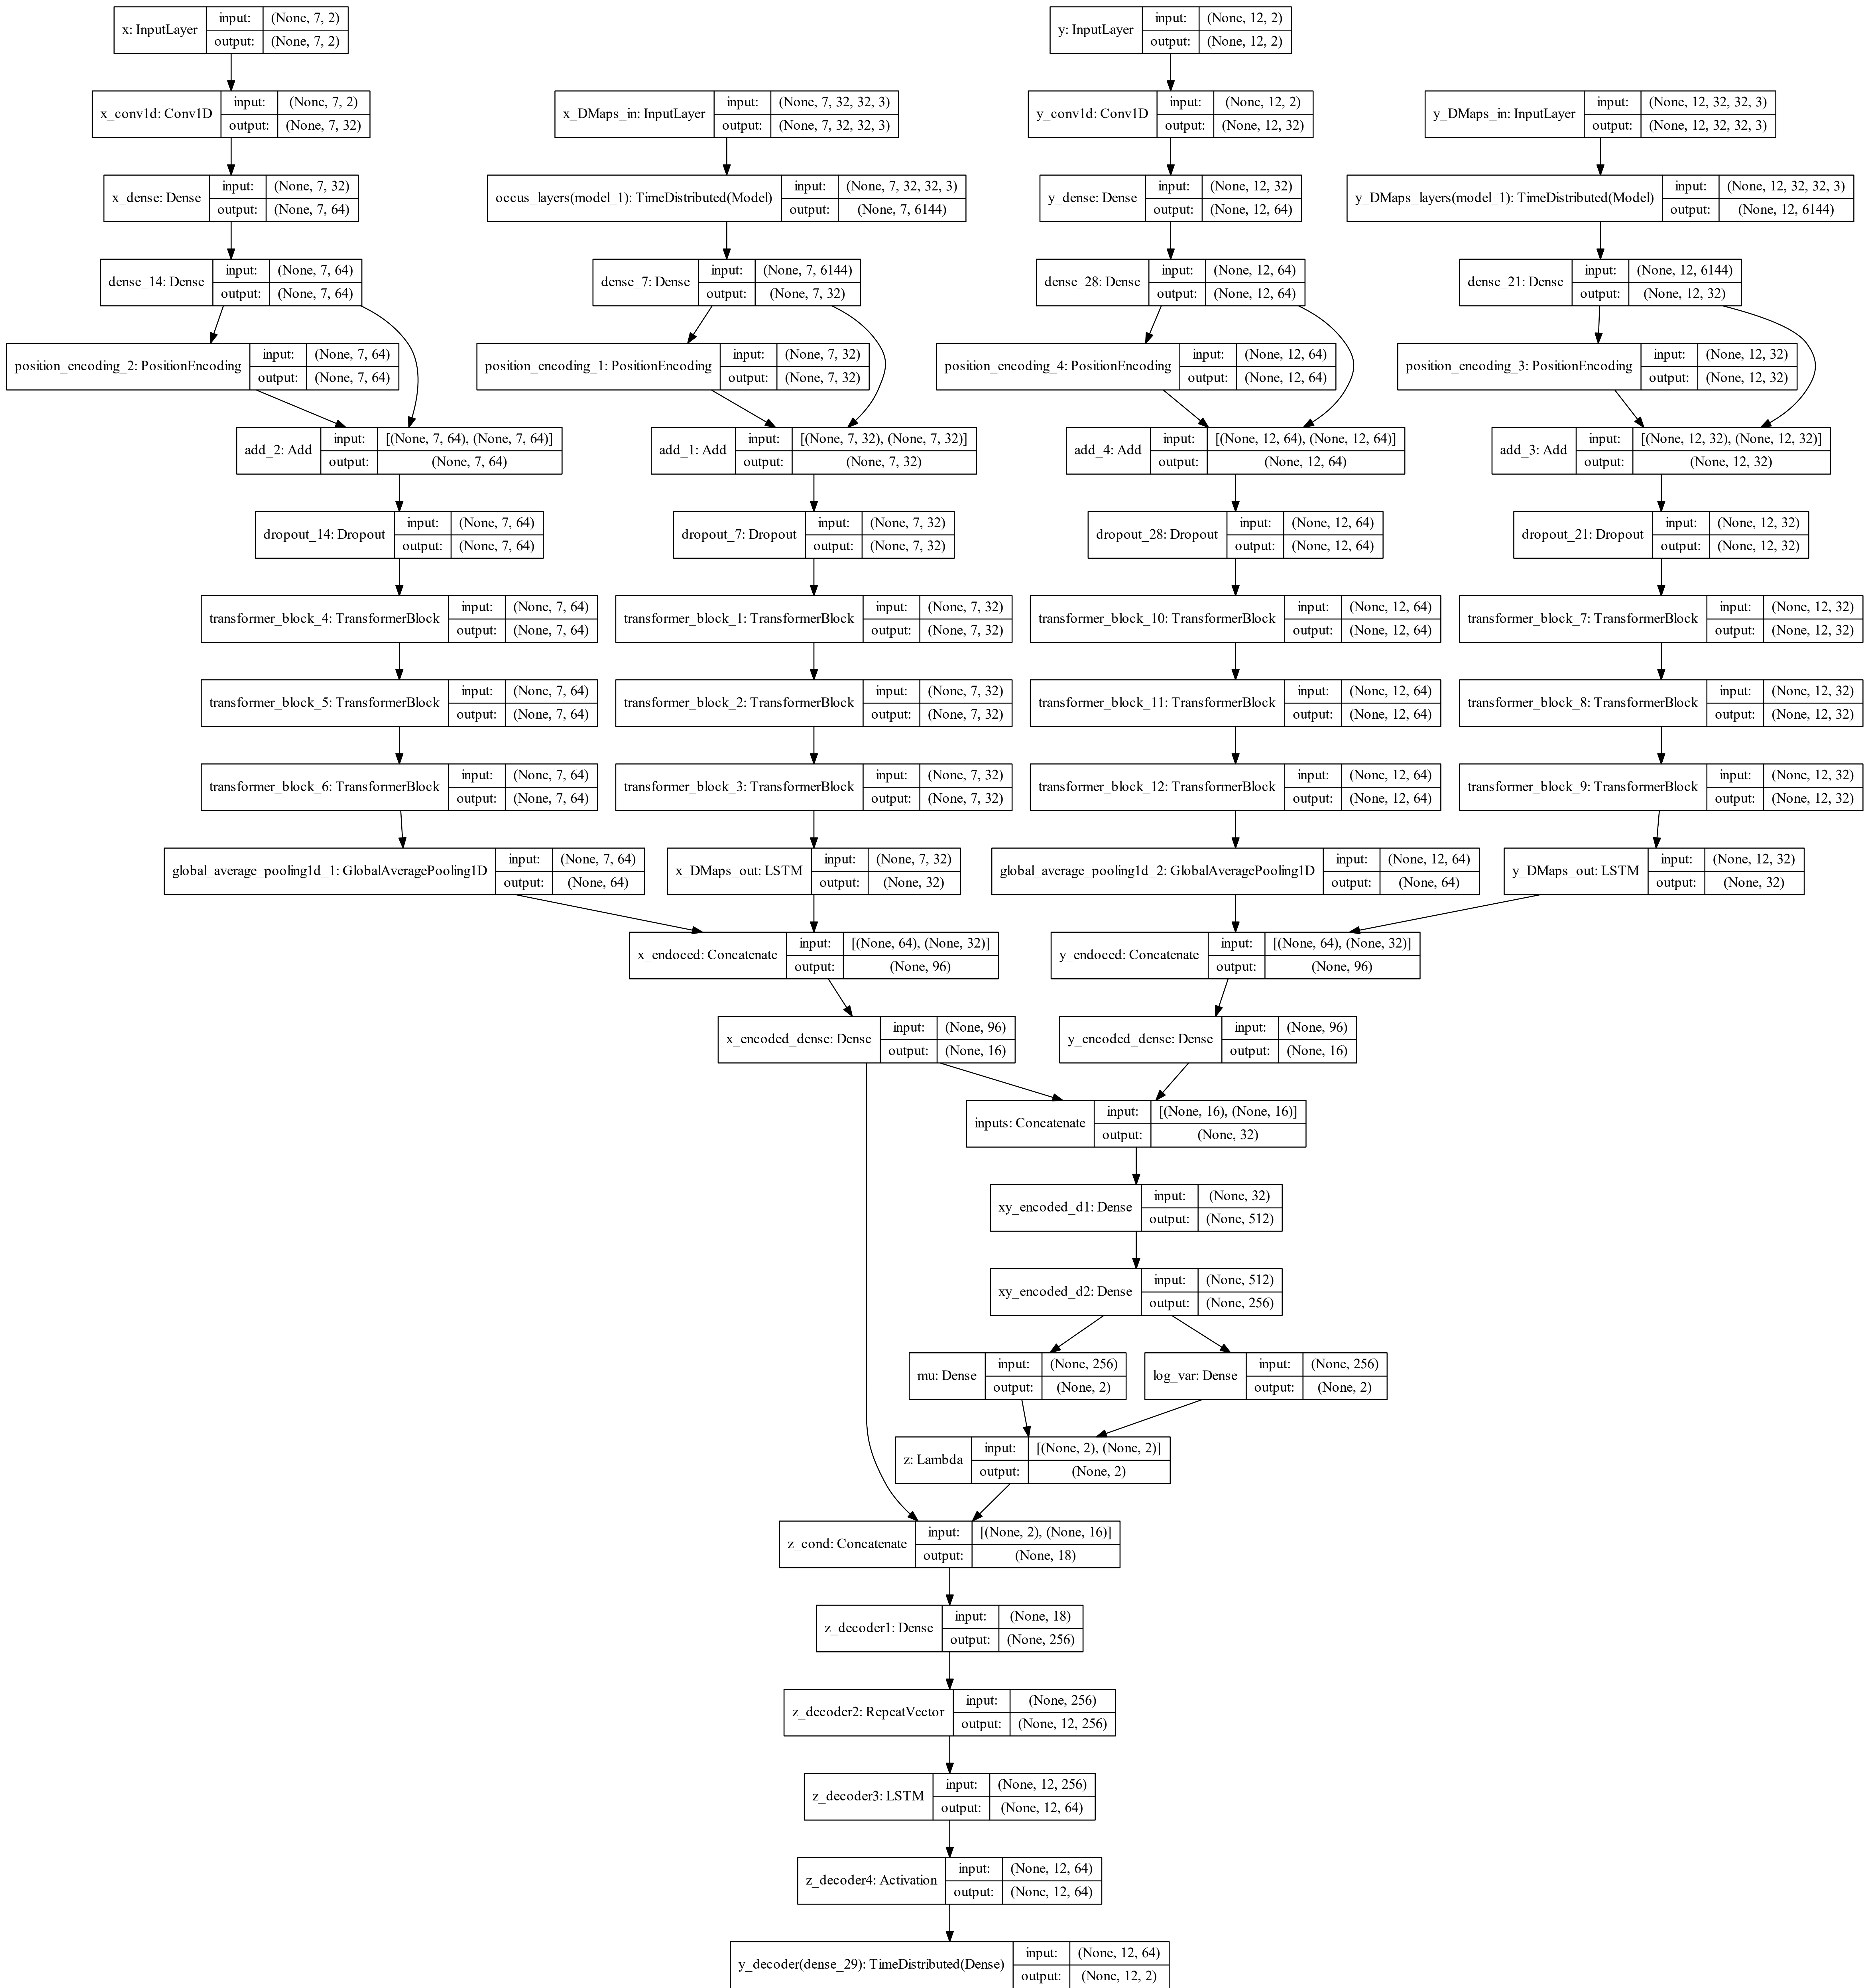 x: InputLayer input: (None, 7, 2)
output: (None, 7, 2)
y: InputLayer input: (None, 12, 2)
output: (None, 12, 2)
x_conv1d: Conv1D input: (None, 7, 2)
output: (None, 7, 32)
x_DMaps_in: InputLayer input: (None, 7, 32, 32, 3)
output: (None, 7, 32, 32, 3)
y_conv1d: Conv1D input: (None, 12, 2)
output: (None, 12, 32)
y_DMaps_in: InputLayer input: (None, 12, 32, 32, 3)
output: (None, 12, 32, 32, 3)
x_dense: Dense input: (None, 7, 32)
output: (None, 7, 64)
occus_layers(model_1): TimeDistributed(Model) input: (None, 7, 32, 32, 3)
output: (None, 7, 6144)
y_dense: Dense input: (None, 12, 32)
output: (None, 12, 64)
y_DMaps_layers(model_1): TimeDistributed(Model) input: (None, 12, 32, 32, 3)
output: (None, 12, 6144)
dense_14: Dense input: (None, 7, 64)
output: (None, 7, 64)
dense_7: Dense input: (None, 7, 6144)
output: (None, 7, 32)
dense_28: Dense input: (None, 12, 64)
output: (None, 12, 64)
dense_21: Dense input: (None, 12, 6144)
output: (None, 12, 32)
position_encoding_2: PositionEncoding input: (None, 7, 64)
output: (None, 7, 64)
position_encoding_1: PositionEncoding input: (None, 7, 32)
output: (None, 7, 32)
position_encoding_4: PositionEncoding input: (None, 12, 64)
output: (None, 12, 64)
position_encoding_3: PositionEncoding input: (None, 12, 32)
output: (None, 12, 32)
add_2: Add input: [(None, 7, 64), (None, 7, 64)]
output: (None, 7, 64)
add_1: Add input: [(None, 7, 32), (None, 7, 32)]
output: (None, 7, 32)
add_4: Add input: [(None, 12, 64), (None, 12, 64)]
output: (None, 12, 64)
add_3: Add input: [(None, 12, 32), (None, 12, 32)]
output: (None, 12, 32)
dropout_14: Dropout input: (None, 7, 64)
output: (None, 7, 64)
dropout_7: Dropout input: (None, 7, 32)
output: (None, 7, 32)
dropout_28: Dropout input: (None, 12, 64)
output: (None, 12, 64)
dropout_21: Dropout input: (None, 12, 32)
output: (None, 12, 32)
transformer_block_4: TransformerBlock input: (None, 7, 64)
output: (None, 7, 64)
transformer_block_1: TransformerBlock input: (None, 7, 32)
output: (None, 7, 32)
transformer_block_10: TransformerBlock input: (None, 12, 64)
output: (None, 12, 64)
transformer_block_7: TransformerBlock input: (None, 12, 32)
output: (None, 12, 32)
transformer_block_5: TransformerBlock input: (None, 7, 64)
output: (None, 7, 64)
transformer_block_2: TransformerBlock input: (None, 7, 32)
output: (None, 7, 32)
transformer_block_11: TransformerBlock input: (None, 12, 64)
output: (None, 12, 64)
transformer_block_8: TransformerBlock input: (None, 12, 32)
output: (None, 12, 32)
transformer_block_6: TransformerBlock input: (None, 7, 64)
output: (None, 7, 64)
transformer_block_3: TransformerBlock input: (None, 7, 32)
output: (None, 7, 32)
transformer_block_12: TransformerBlock input: (None, 12, 64)
output: (None, 12, 64)
transformer_block_9: TransformerBlock input: (None, 12, 32)
output: (None, 12, 32)
global_average_pooling1d_1: GlobalAveragePooling1D input: (None, 7, 64)
output: (None, 64)
x_DMaps_out: LSTM input: (None, 7, 32)
output: (None, 32)
global_average_pooling1d_2: GlobalAveragePooling1D input: (None, 12, 64)
output: (None, 64)
y_DMaps_out: LSTM input: (None, 12, 32)
output: (None, 32)
x_endoced: Concatenate input: [(None, 64), (None, 32)]
output: (None, 96)
y_endoced: Concatenate input: [(None, 64), (None, 32)]
output: (None, 96)
x_encoded_dense: Dense input: (None, 96)
output: (None, 16)
y_encoded_dense: Dense input: (None, 96)
output: (None, 16)
inputs: Concatenate input: [(None, 16), (None, 16)]
output: (None, 32)
xy_encoded_d1: Dense input: (None, 32)
output: (None, 512)
xy_encoded_d2: Dense input: (None, 512)
output: (None, 256)
mu: Dense input: (None, 256)
output: (None, 2)
log_var: Dense input: (None, 256)
output: (None, 2)
z: Lambda input: [(None, 2), (None, 2)]
output: (None, 2)
z_cond: Concatenate input: [(None, 2), (None, 16)]
output: (None, 18)
z_decoder1: Dense input: (None, 18)
output: (None, 256)
z_decoder2: RepeatVector input: (None, 256)
output: (None, 12, 256)
z_decoder3: LSTM input: (None, 12, 256)
output: (None, 12, 64)
z_decoder4: Activation input: (None, 12, 64)
output: (None, 12, 64)
y_decoder(dense_29): TimeDistributed(Dense) input: (None, 12, 64)
output: (None, 12, 2)